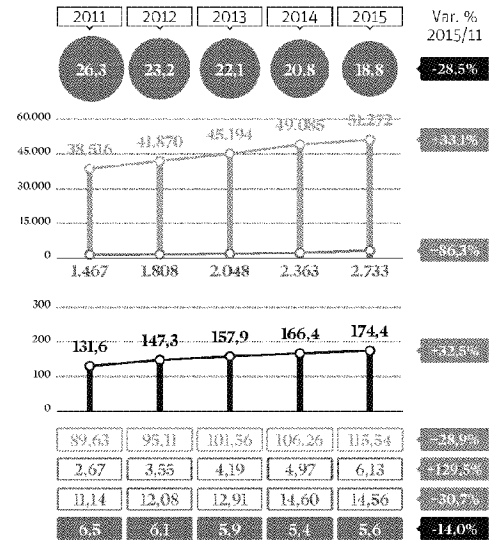 2011 2012 2013 2014 2015 Var. %
2015/11
26,3 23,2 22,1 20,8 18,8 -28,5%
60.000
38.516 41.870 45.194 49.085 51.272 +33,1%
45.000
30.000
15.000
0
+86,3%
1.467 1.808 2.048 2.363 2.733
300
131,6 147,3 157,9 166,4 174,4 +32,5%
200
100
0
89,63 95,11 101,56 106,26 115,54 +28,9%
2,67 3,55 4,19 4,97 6,13 +129,5%
11,14 12,08 12,91 14,60 14,56 +30,7%
6,5 6,1 5,9 5,4 5,6 -14,0%